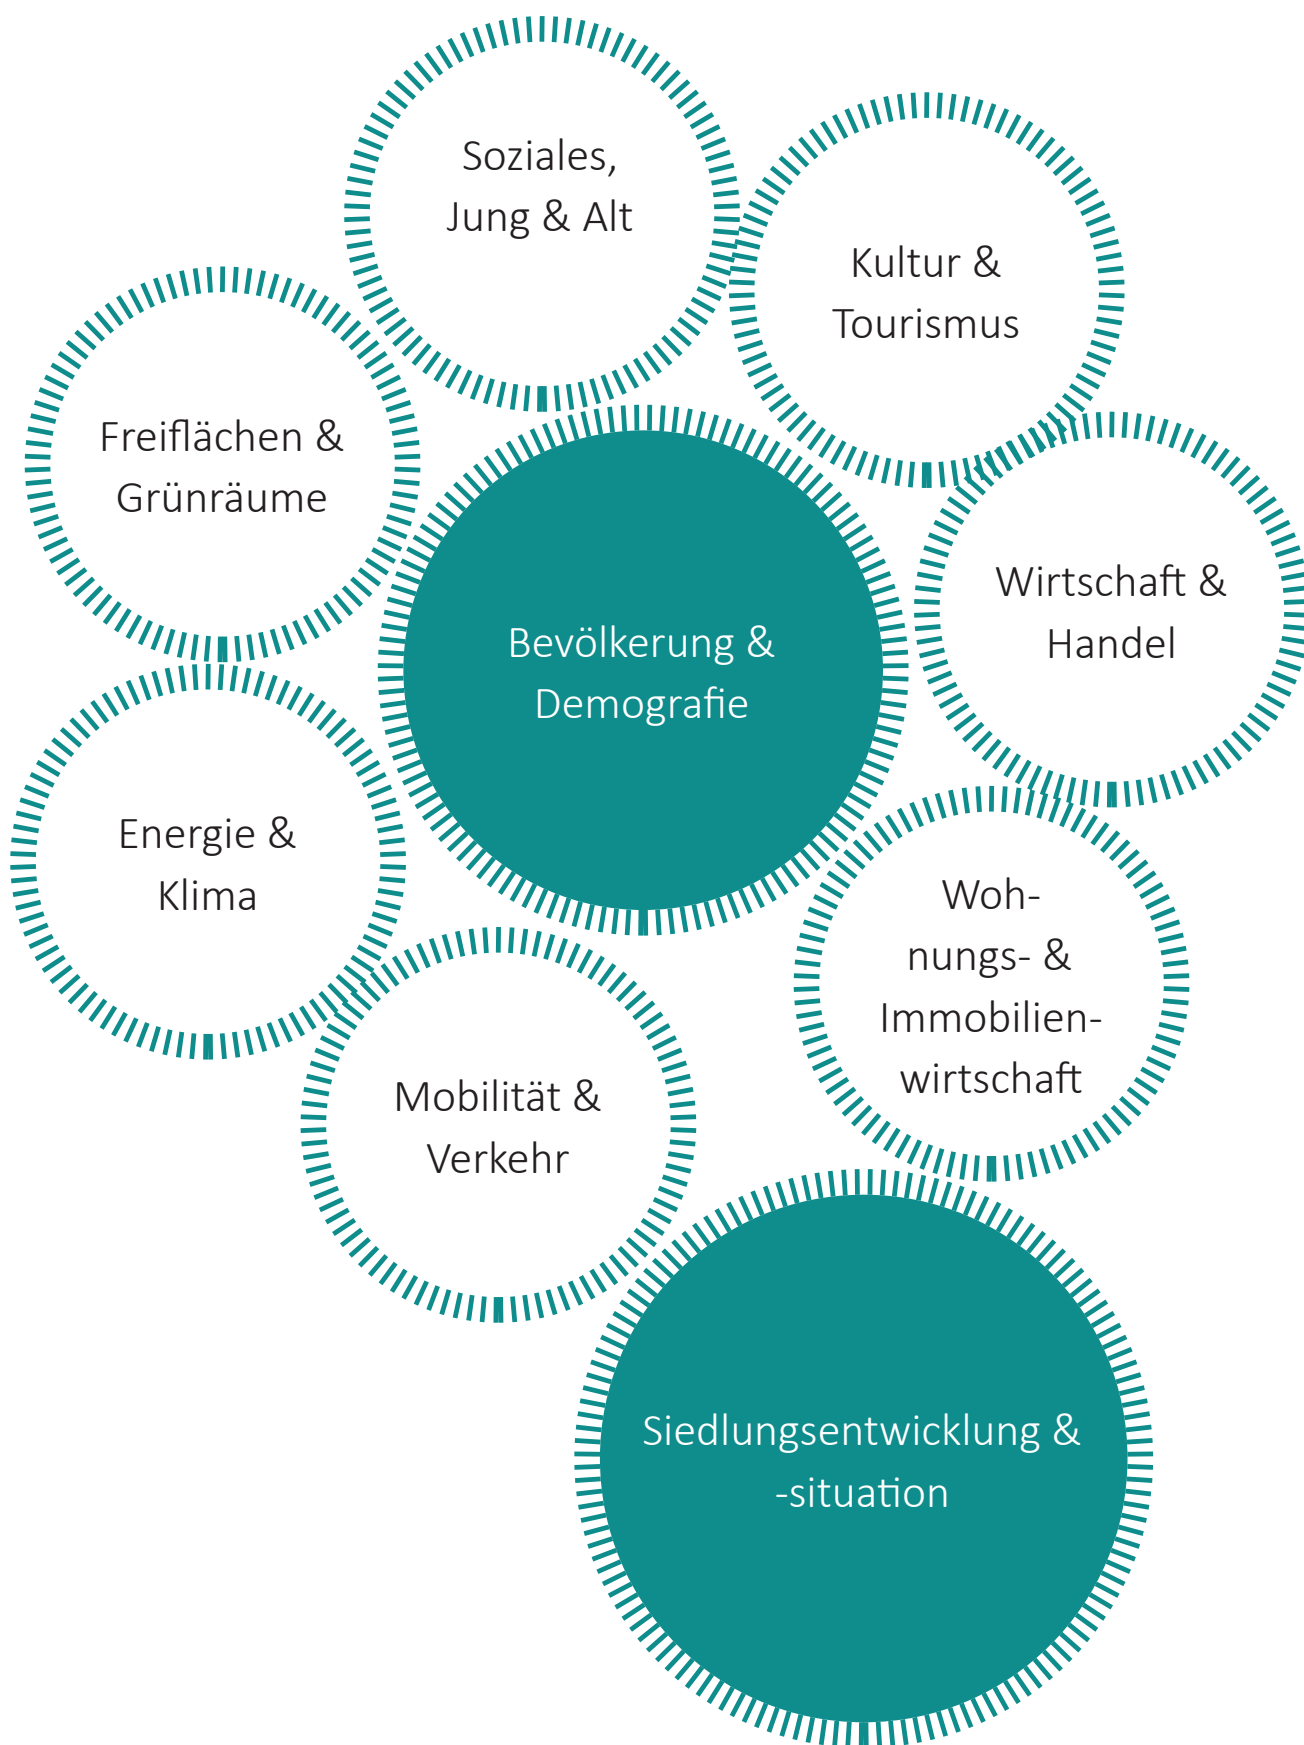 Soziales,
Jung & Alt
Kultur &
Tourismus
Freiflächen &
Grünräume
Wirtschaft &
Handel
Bevölkerung &
Demografie
Energie &
Klima
Woh-
nungs- &
Immobilien-
wirtschaft
Mobilität &
Verkehr
Siedlungsentwicklung &
-situation